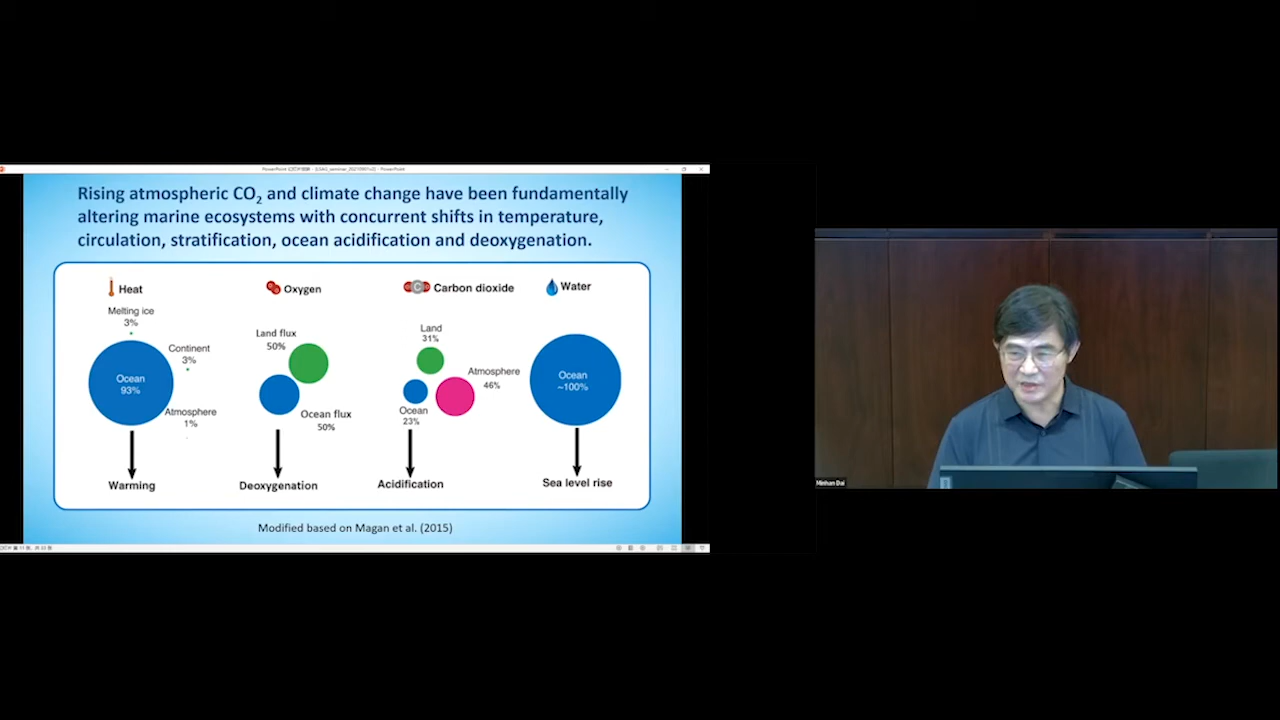 Rising atmospheric CO₂ and climate change have been fundamentally
altering marine ecosystems with concurrent shifts in temperature,
circulation, stratification, ocean acidification and deoxygenation.
Heat
Oxygen
C
Carbon dioxide
Water
Melting ice
3%
Continent
3%
Ocean
93%
Atmosphere
1%
Warming
Land flux
50%
Ocean flux
50%
Deoxygenation
Land
31%
Atmosphere
46%
Ocean
23%
Acidification
Ocean
~100%
Sea level rise
Modified based on Magan et al. (2015)
Minhan Dai